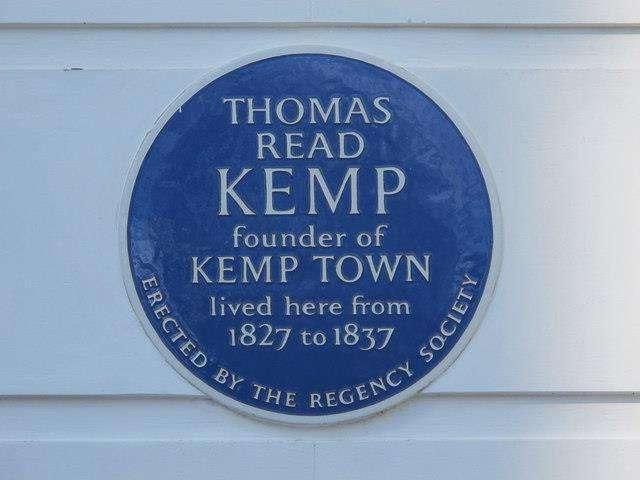 THOMAS
READ
KEMP
founder of
KEMP TOWN
lived here from
1827 to 1837
ERECTED BY THE REGENCY SOCIETY